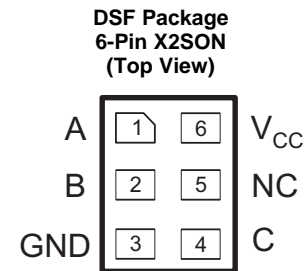 DSF Package
6-Pin X2SON
(Top View)
A 1 6 VCC
B 2 5 NC
GND 3 4 C